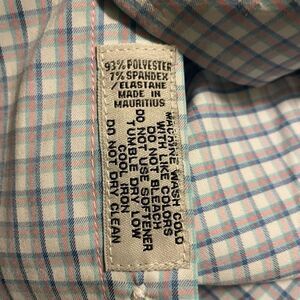 93% POLYESTER
7% SPANDEX
/ ELASTANE
MADE IN
MAURITIUS
MACHINE WASH COLD
WITH LIKE COLORS
DO NOT BLEACH
DO NOT USE SOFTENER
TUMBLE DRY LOW
COOL IRON
DO NOT DRY CLEAN